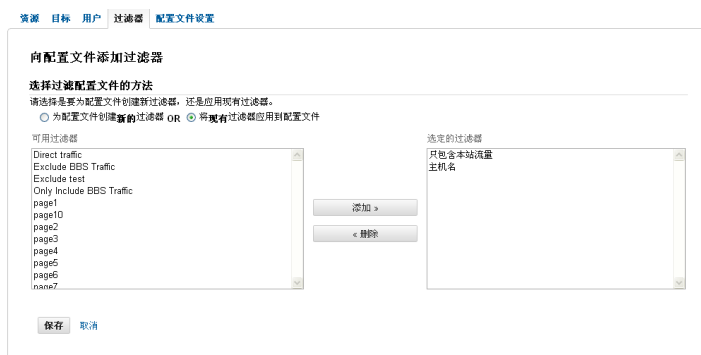 资源 目标 用户 过滤器 配置文件设置
向配置文件添加过滤器
选择过滤配置文件的方法
请选择是要为配置文件创建新过滤器，还是应用现有过滤器。
为配置文件创建新的过滤器 OR 将现有过滤器应用到配置文件
可用过滤器
Direct traffic
Exclude BBS Traffic
Exclude test
Only Include BBS Traffic
page1
page10
page2
page3
page4
page5
page6
page7
添加 »
« 删除
选定的过滤器
只包含本站流量
主机名
保存 取消